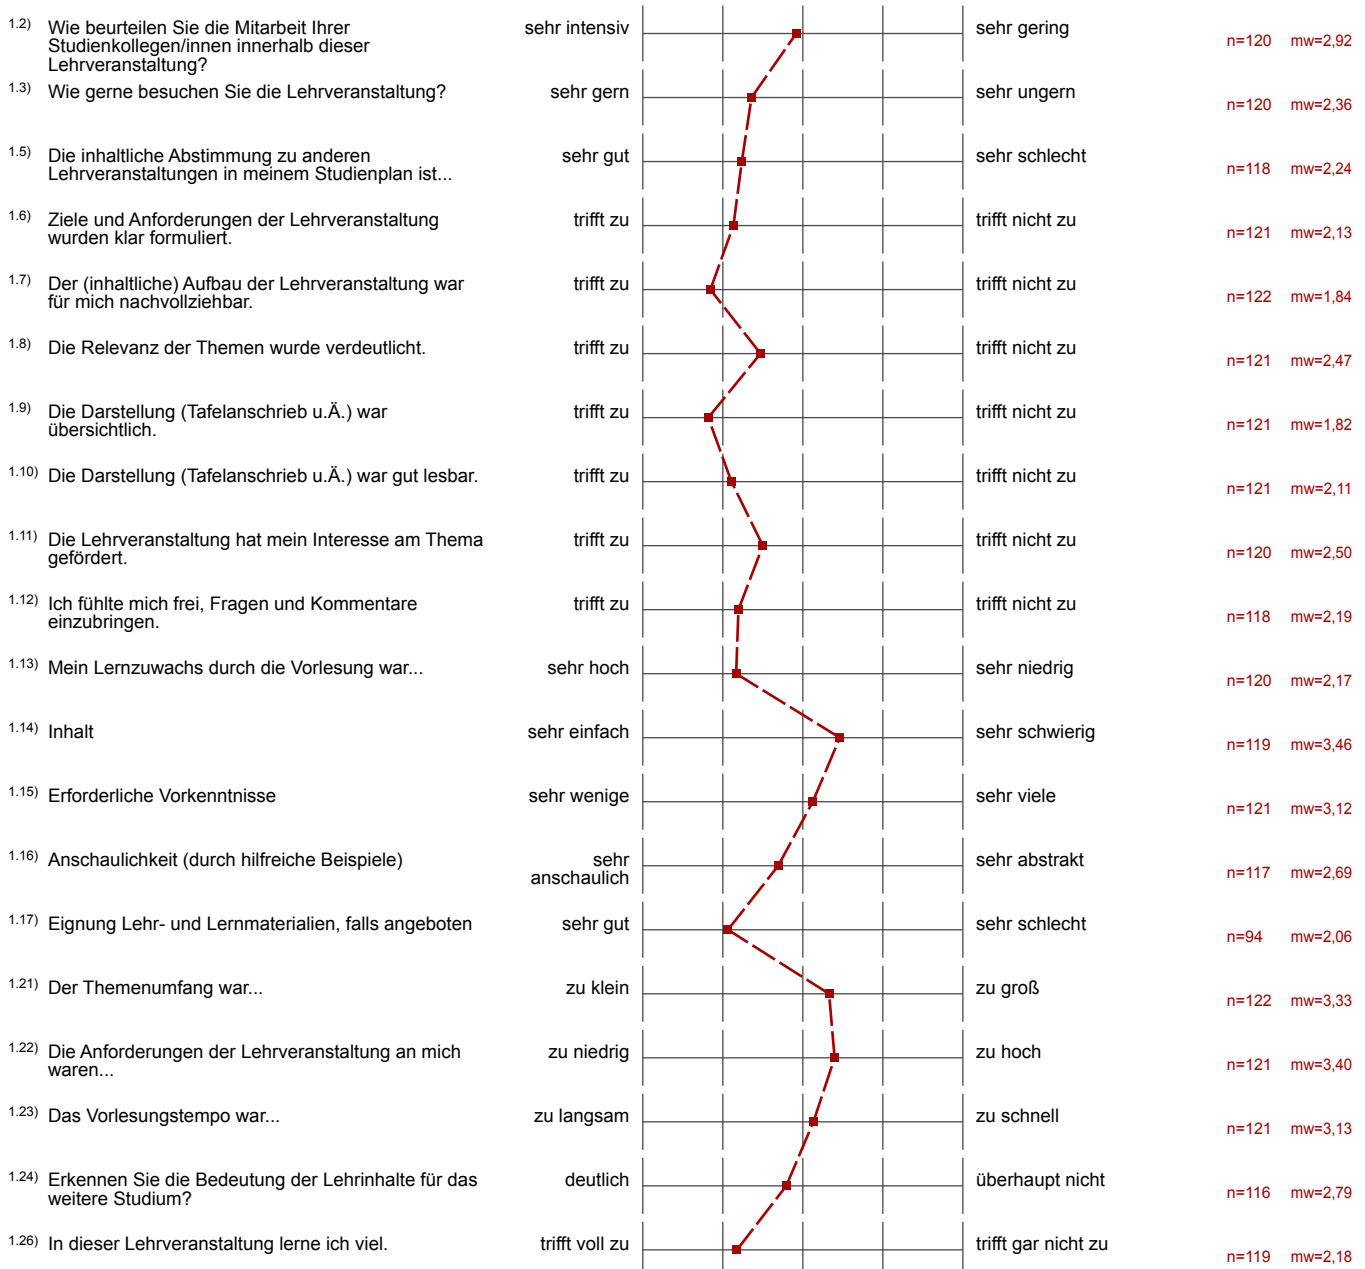 1.2) Wie beurteilen Sie die Mitarbeit Ihrer
Studienkollegen/innen innerhalb dieser
Lehrveranstaltung?
sehr intensiv
sehr gering
n=120 mw=2,92
1.3) Wie gerne besuchen Sie die Lehrveranstaltung?
sehr gern
sehr ungern
n=120 mw=2,36
1.5) Die inhaltliche Abstimmung zu anderen
Lehrveranstaltungen in meinem Studienplan ist...
sehr gut
sehr schlecht
n=118 mw=2,24
1.6) Ziele und Anforderungen der Lehrveranstaltung
wurden klar formuliert.
trifft zu
trifft nicht zu
n=121 mw=2,13
1.7) Der (inhaltliche) Aufbau der Lehrveranstaltung war
für mich nachvollziehbar.
trifft zu
trifft nicht zu
n=122 mw=1,84
1.8) Die Relevanz der Themen wurde verdeutlicht.
trifft zu
trifft nicht zu
n=121 mw=2,47
1.9) Die Darstellung (Tafelanschrieb u.Ä.) war
übersichtlich.
trifft zu
trifft nicht zu
n=121 mw=1,82
1.10) Die Darstellung (Tafelanschrieb u.Ä.) war gut lesbar.
trifft zu
trifft nicht zu
n=121 mw=2,11
1.11) Die Lehrveranstaltung hat mein Interesse am Thema
gefördert.
trifft zu
trifft nicht zu
n=120 mw=2,50
1.12) Ich fühlte mich frei, Fragen und Kommentare
einzubringen.
trifft zu
trifft nicht zu
n=118 mw=2,19
1.13) Mein Lernzuwachs durch die Vorlesung war...
sehr hoch
sehr niedrig
n=120 mw=2,17
1.14) Inhalt
sehr einfach
sehr schwierig
n=119 mw=3,46
1.15) Erforderliche Vorkenntnisse
sehr wenige
sehr viele
n=121 mw=3,12
1.16) Anschaulichkeit (durch hilfreiche Beispiele)
sehr
anschaulich
sehr abstrakt
n=117 mw=2,69
1.17) Eignung Lehr- und Lernmaterialien, falls angeboten
sehr gut
sehr schlecht
n=94 mw=2,06
1.21) Der Themenumfang war...
zu klein
zu groß
n=122 mw=3,33
1.22) Die Anforderungen der Lehrveranstaltung an mich
waren...
zu niedrig
zu hoch
n=121 mw=3,40
1.23) Das Vorlesungstempo war...
zu langsam
zu schnell
n=121 mw=3,13
1.24) Erkennen Sie die Bedeutung der Lehrinhalte für das
weitere Studium?
deutlich
überhaupt nicht
n=116 mw=2,79
1.26) In dieser Lehrveranstaltung lerne ich viel.
trifft voll zu
trifft gar nicht zu
n=119 mw=2,18